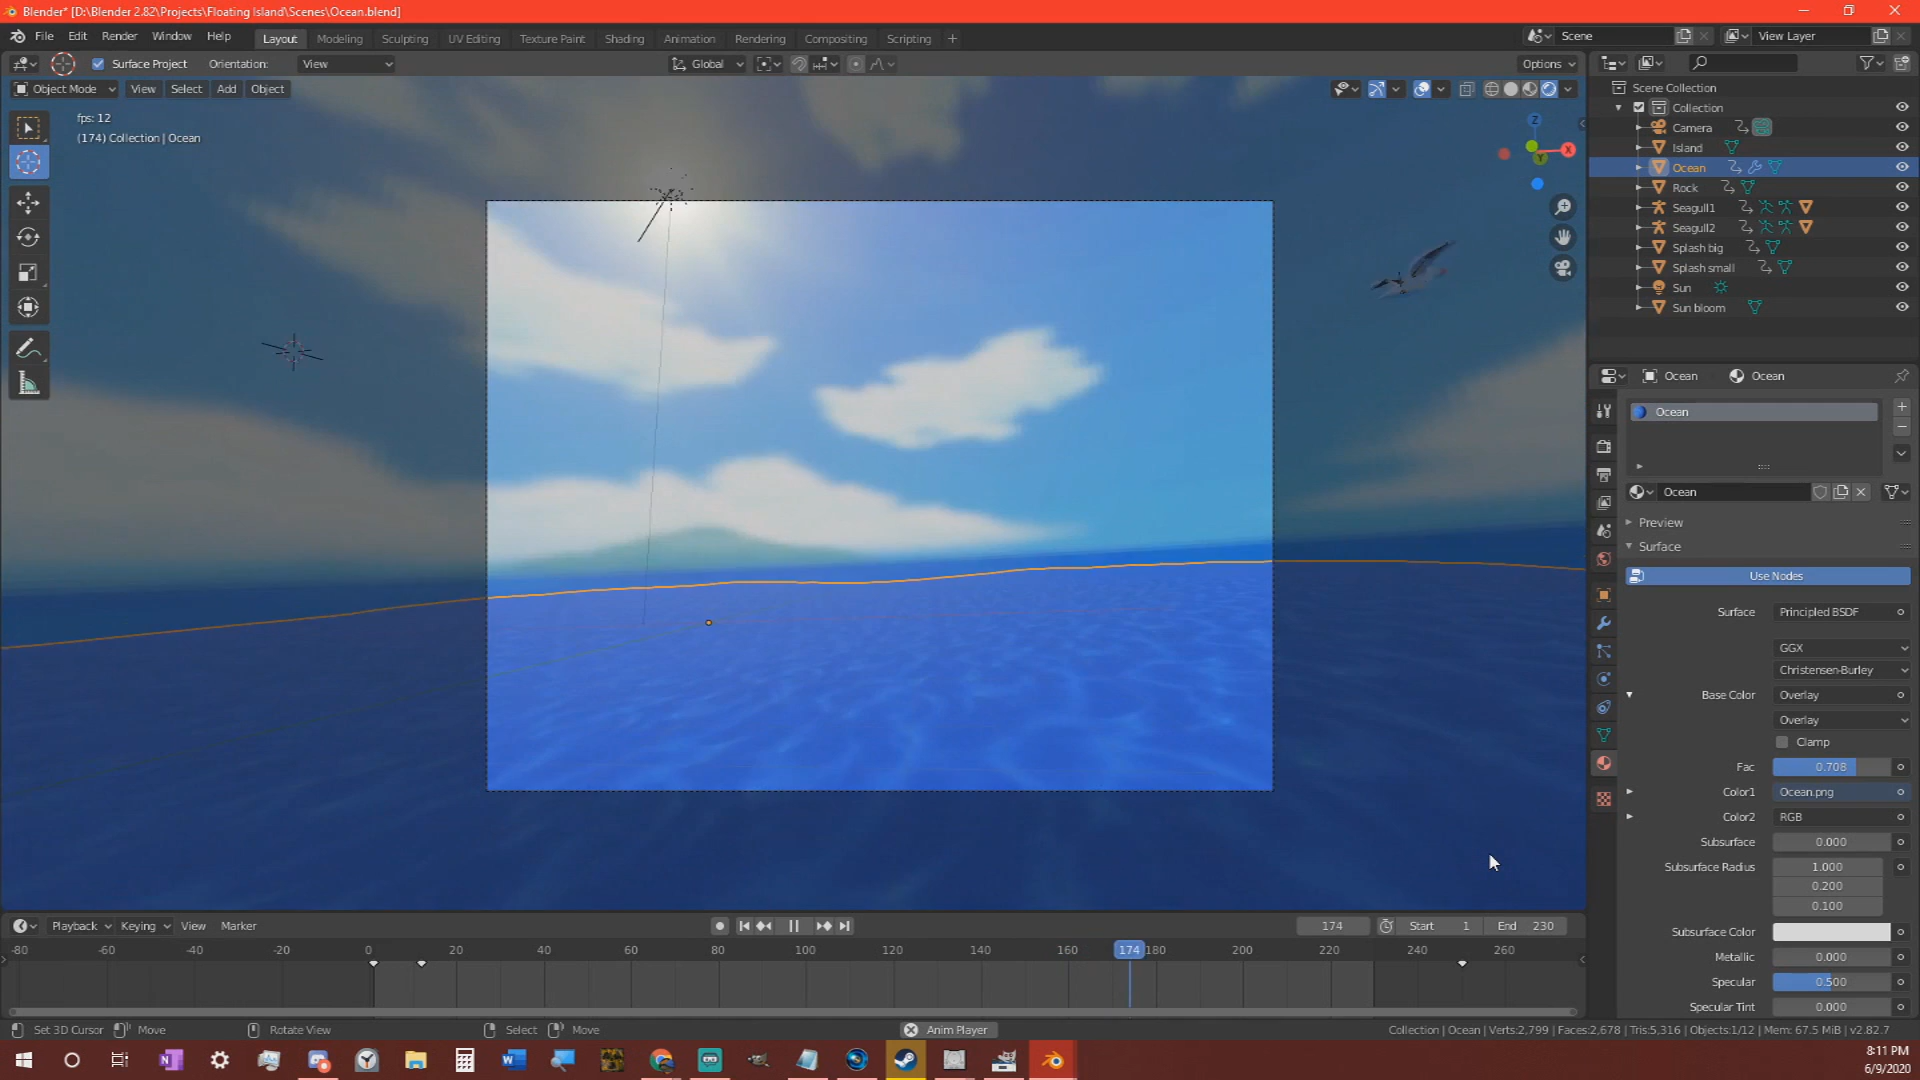 Blender* [D:\Blender 2.82\Projects\Floating Island\Scenes\Ocean.blend]
File Edit Render Window Help Layout Modeling Sculpting UV Editing Texture Paint Shading Animation Rendering Compositing Scripting + Scene View Layer
Surface Project Orientation: View Global Options
Object Mode View Select Add Object
fps: 12
(174) Collection | Ocean
Z
X
Y
Scene Collection
Collection
Camera
Island
Ocean
Rock
Seagull1
Seagull2
Splash big
Splash small
Sun
Sun bloom
Ocean Ocean
Ocean
Ocean
Preview
Surface
Use Nodes
Surface Principled BSDF
GGX
Christensen-Burley
Base Color Overlay
Overlay
Clamp
Fac 0.708
Color1 Ocean.png
Color2 RGB
Subsurface 0.000
Subsurface Radius 1.000
0.200
0.100
Subsurface Color
Metallic 0.000
Specular 0.500
Specular Tint 0.000
Playback Keying View Marker 174 Start 1 End 230
-80 -60 -40 -20 0 20 40 60 80 100 120 140 160 174 180 200 220 240 260
Set 3D Cursor Move Rotate View Select Move Anim Player Collection | Ocean | Verts:2,799 | Faces:2,678 | Tris:5,316 | Objects:1/12 | Mem: 67.5 MiB | v2.82.7
8:11 PM
6/9/2020